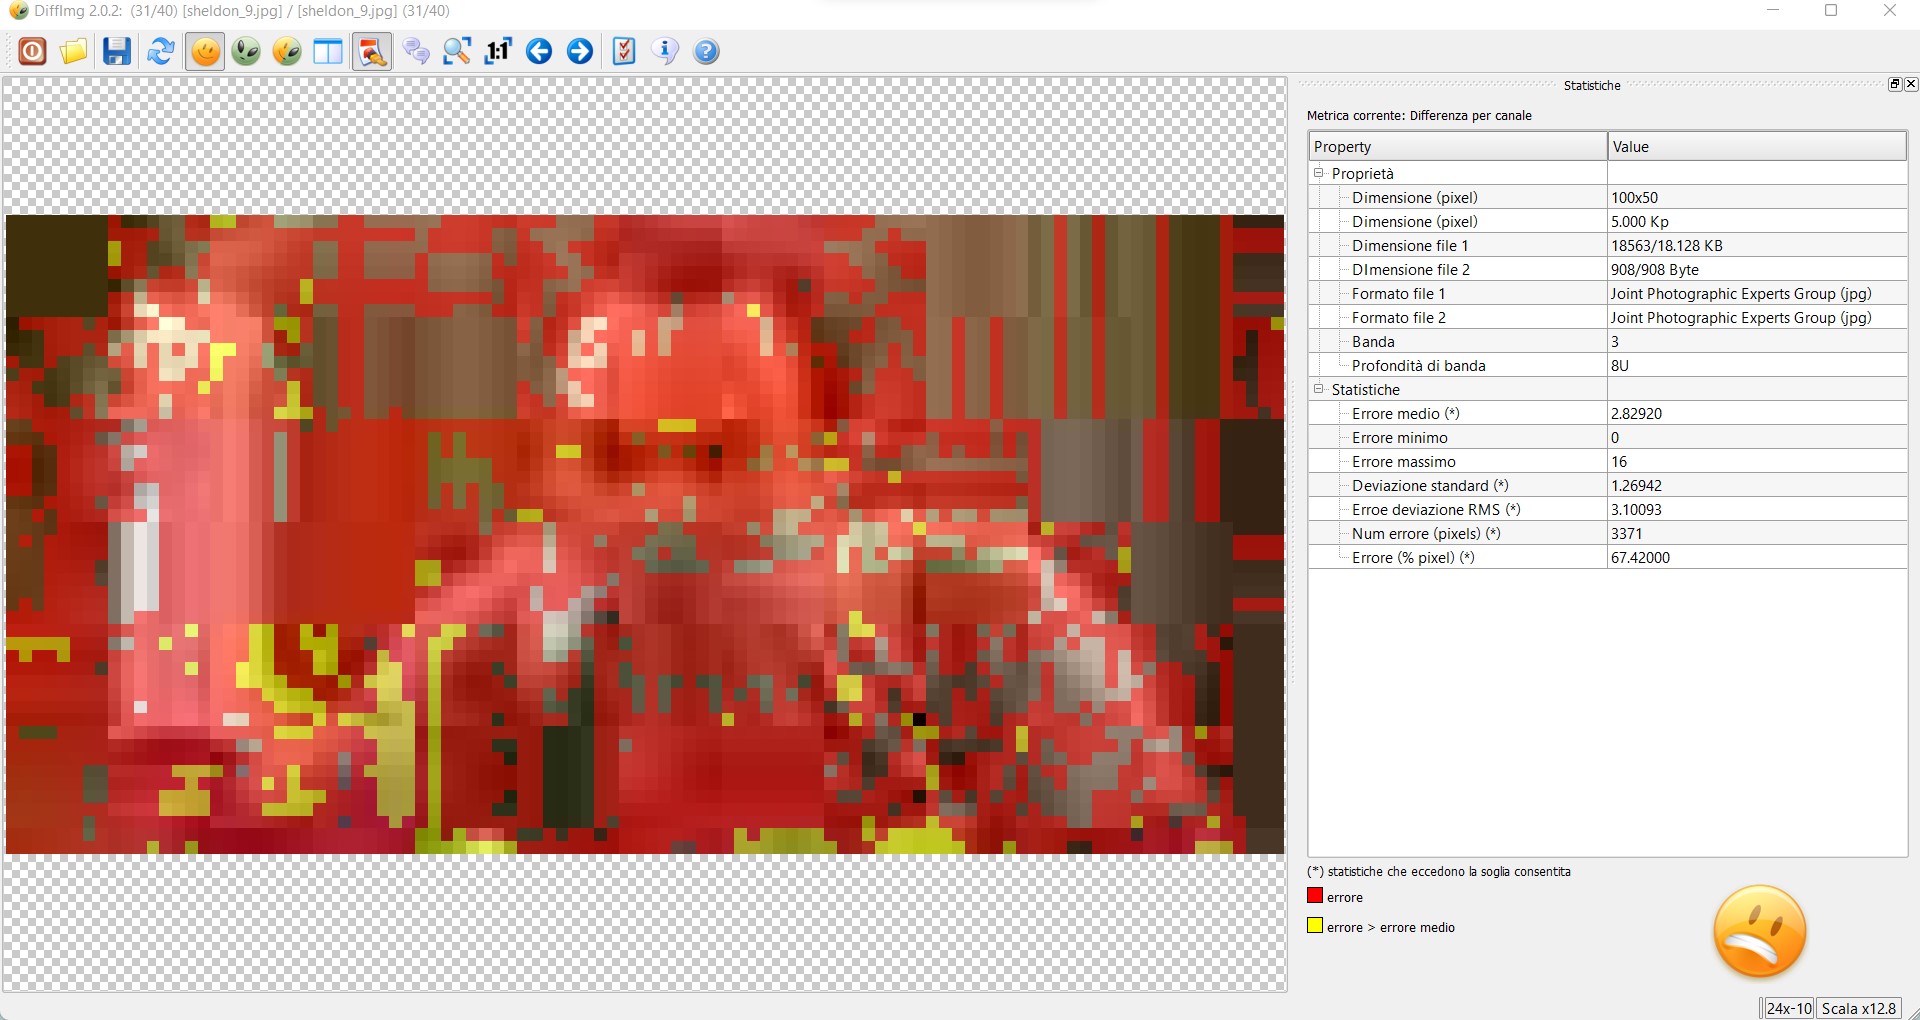 DiffImg 2.0.2: (31/40) [sheldon_9.jpg] / [sheldon_9.jpg] (31/40)
1:1
Statistiche
Metrica corrente: Differenza per canale
Property Value
Proprietà
Dimensione (pixel) 100x50
Dimensione (pixel) 5.000 Kp
Dimensione file 1 18563/18.128 KB
DImensione file 2 908/908 Byte
Formato file 1 Joint Photographic Experts Group (jpg)
Formato file 2 Joint Photographic Experts Group (jpg)
Banda 3
Profondità di banda 8U
Statistiche
Errore medio (*) 2.82920
Errore minimo 0
Errore massimo 16
Deviazione standard (*) 1.26942
Erroe deviazione RMS (*) 3.10093
Num errore (pixels) (*) 3371
Errore (% pixel) (*) 67.42000
(*) statistiche che eccedono la soglia consentita
errore
errore > errore medio
24x-10 Scala x12.8